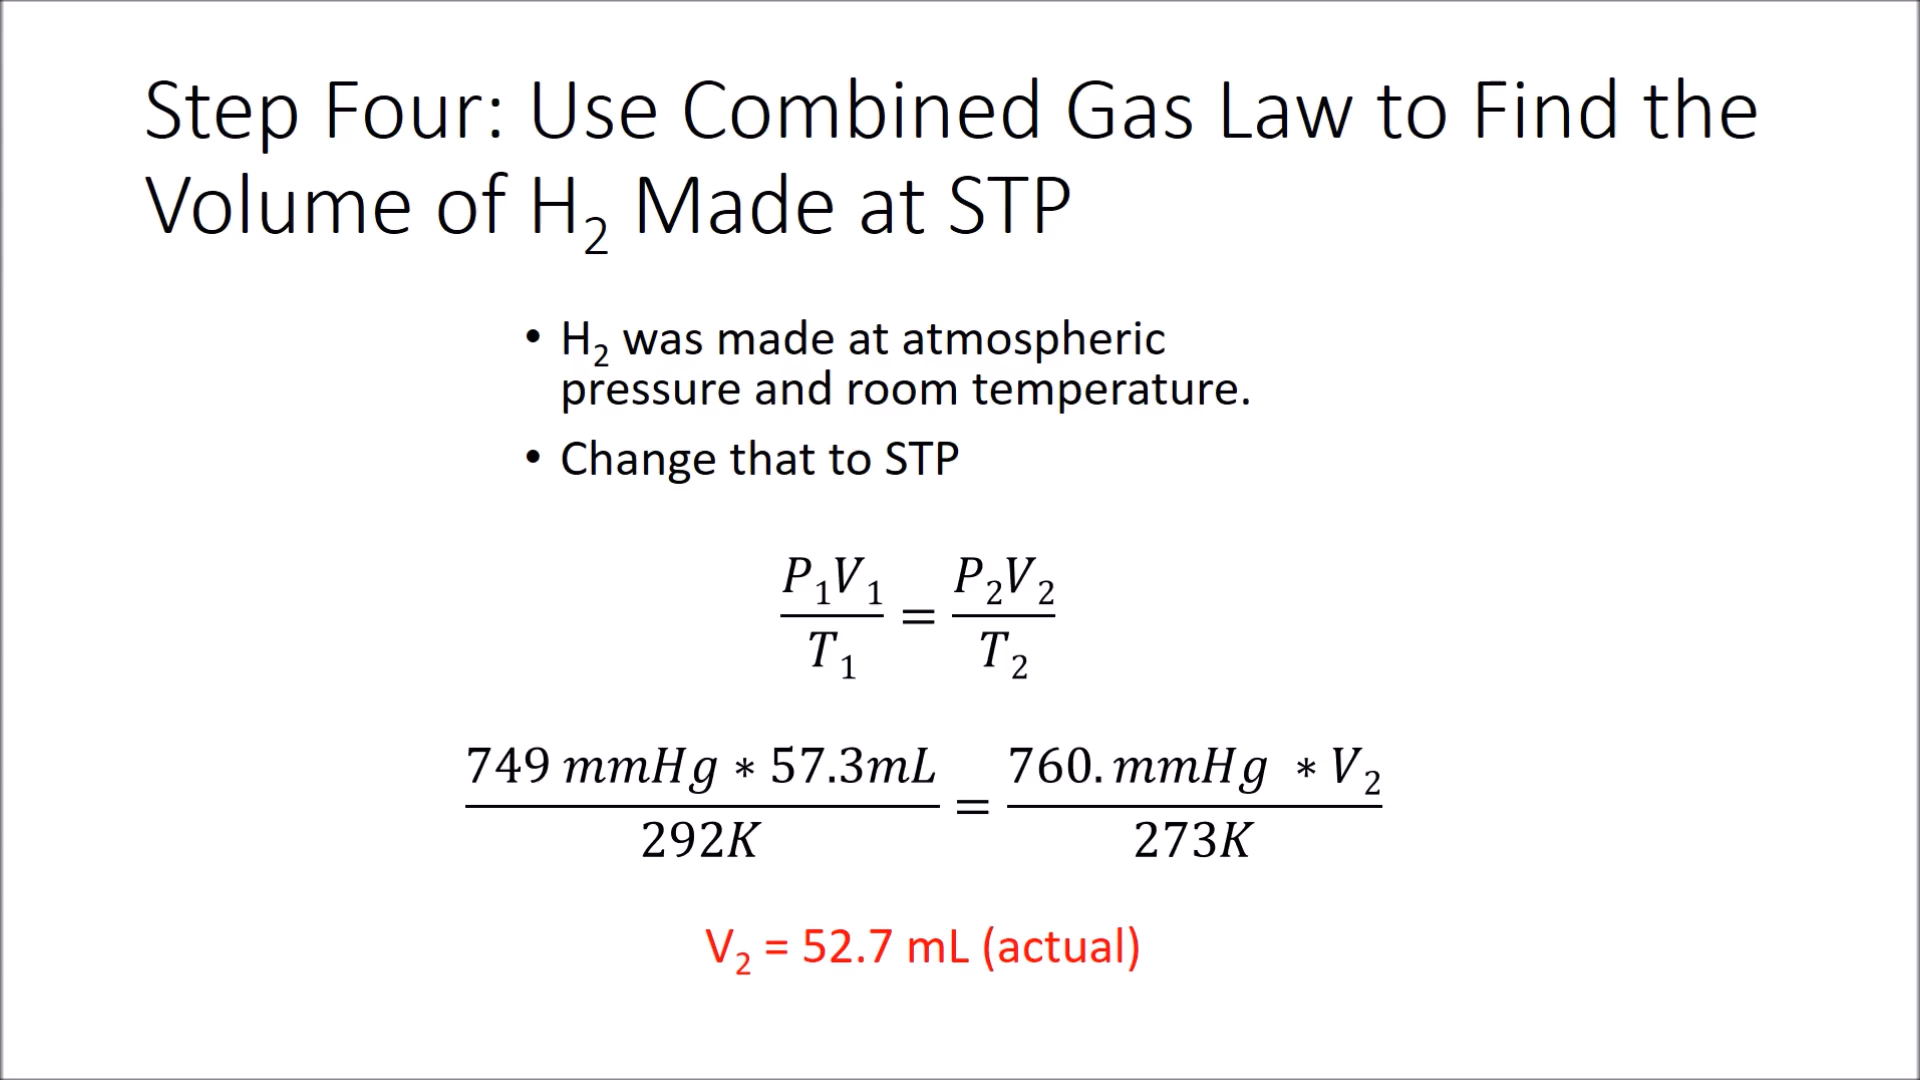 Step Four: Use Combined Gas Law to Find the
Volume of H₂ Made at STP
• H₂ was made at atmospheric
pressure and room temperature.
• Change that to STP
P₁V₁/T₁ = P₂V₂/T₂
749 mmHg * 57.3mL/292K = 760. mmHg * V₂/273K
V₂ = 52.7 mL (actual)